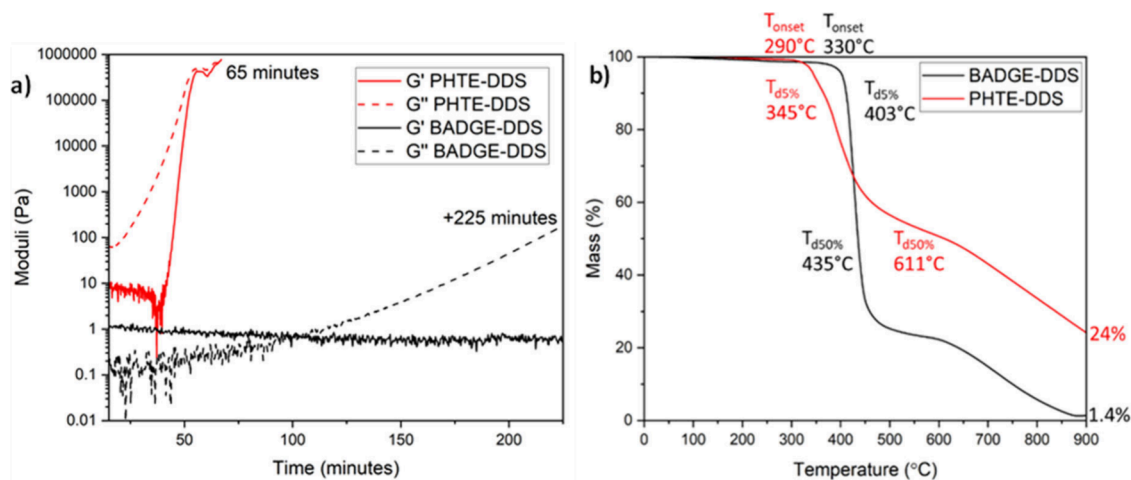 a)
1000000
100000
10000
1000
100
10
1
0.1
0.01
Moduli (Pa)
50
100
150
200
Time (minutes)
65 minutes
G' PHTE-DDS
G" PHTE-DDS
G' BADGE-DDS
G" BADGE-DDS
+225 minutes
b)
Tonset
290°C
Tonset
330°C
BADGE-DDS
PHTE-DDS
Td5%
345°C
Td5%
403°C
Td50%
435°C
Td50%
611°C
24%
1.4%
100
80
60
40
20
0
Mass (%)
0
100
200
300
400
500
600
700
800
900
Temperature (°C)